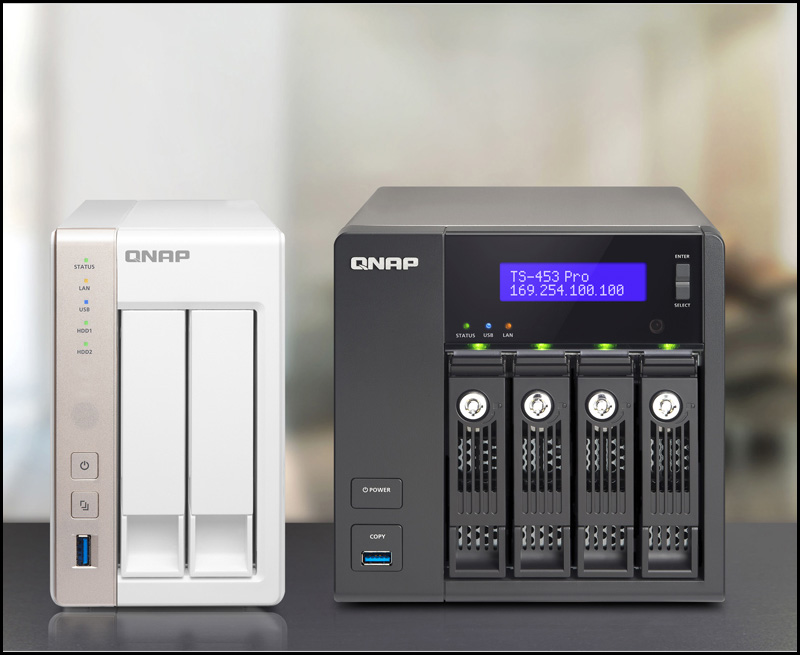 QNAP
STATUS
LAN
USB
HDD1
HDD2
QNAP
TS-453 Pro
169.254.100.100
ENTER
SELECT
STATUS USB LAN
POWER
COPY